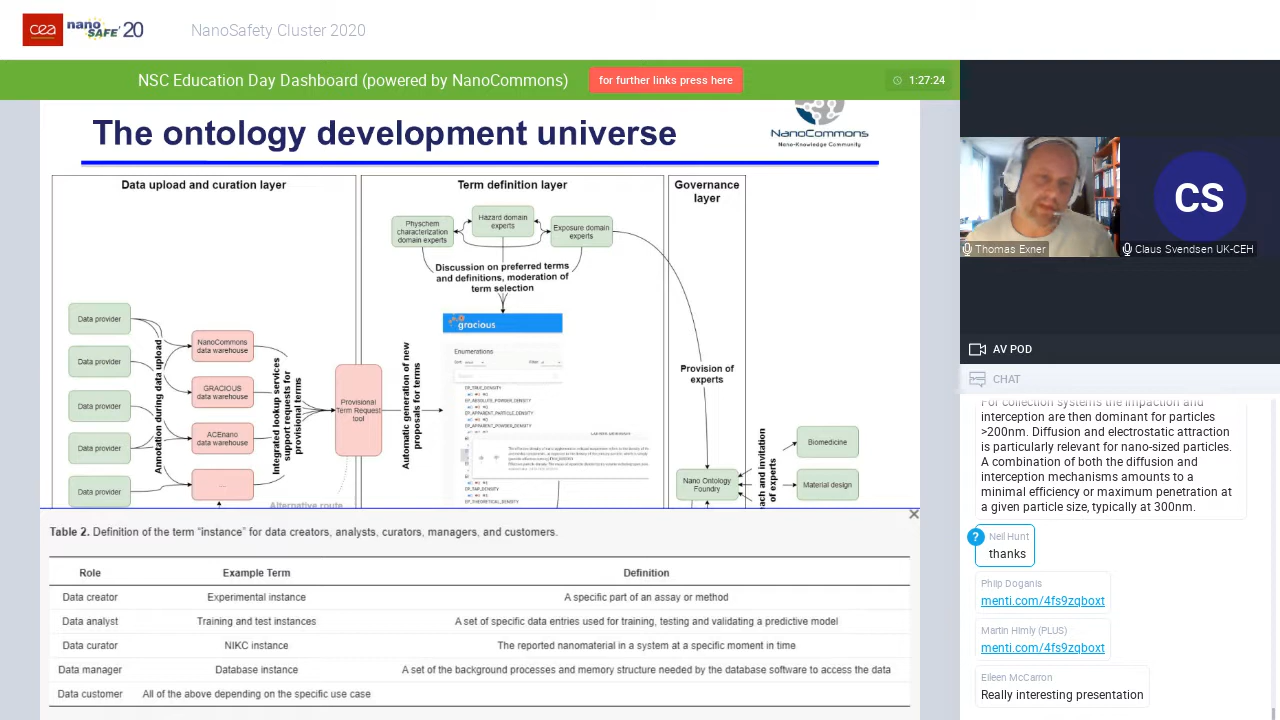 cea
nano SAFE' 20
NanoSafety Cluster 2020
NSC Education Day Dashboard (powered by NanoCommons)
for further links press here
1:27:24
The ontology development universe
NanoCommons
Nano-Knowledge Community
Data upload and curation layer
Term definition layer
Governance
layer
Physchem
characterization
domain experts
Hazard domain
experts
Exposure domain
experts
Discussion on preferred terms
and definitions, moderation of
term selection
Data provider
Data provider
Data provider
Data provider
Data provider
Annotation during data upload
NanoCommons
data warehouse
GRACIOUS
data warehouse
ACEnano
data warehouse
...
Integrated lookup services
support requests for
provisional terms
Provisional
Term Request
tool
Alternative route
Automatic generation of new
proposals for terms
gracious
Enumerations
Provision of
experts
Nano Ontology
Foundry
ach and invitation
of experts
Biomedicine
Material design
Table 2. Definition of the term "instance" for data creators, analysts, curators, managers, and customers.
Role Example Term Definition
Data creator Experimental instance A specific part of an assay or method
Data analyst Training and test instances A set of specific data entries used for training, testing and validating a predictive model
Data curator NIKC instance The reported nanomaterial in a system at a specific moment in time
Data manager Database instance A set of the background processes and memory structure needed by the database software to access the data
Data customer All of the above depending on the specific use case
CS
Thomas Exner
Claus Svendsen UK-CEH
AV POD
CHAT
For collection systems the impaction and
interception are then dominant for particles
>200nm. Diffusion and electrostatic attraction
is particularly relevant for nano-sized particles.
A combination of both the diffusion and
interception mechanisms amounts to a
minimal efficiency or maximum penetration at
a given particle size, typically at 300nm.
?
Neil Hunt
thanks
Philip Doganis
menti.com/4fs9zqboxt
Martin Himly (PLUS)
menti.com/4fs9zqboxt
Eileen McCarron
Really interesting presentation